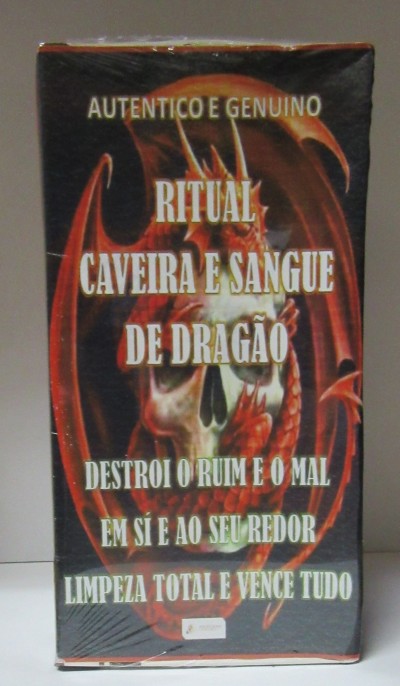 AUTENTICO E GENUINO
RITUAL
CAVEIRA E SANGUE
DE DRAGÃO
DESTROI O RUIM E O MAL
EM SÍ E AO SEU REDOR
LIMPEZA TOTAL E VENCE TUDO